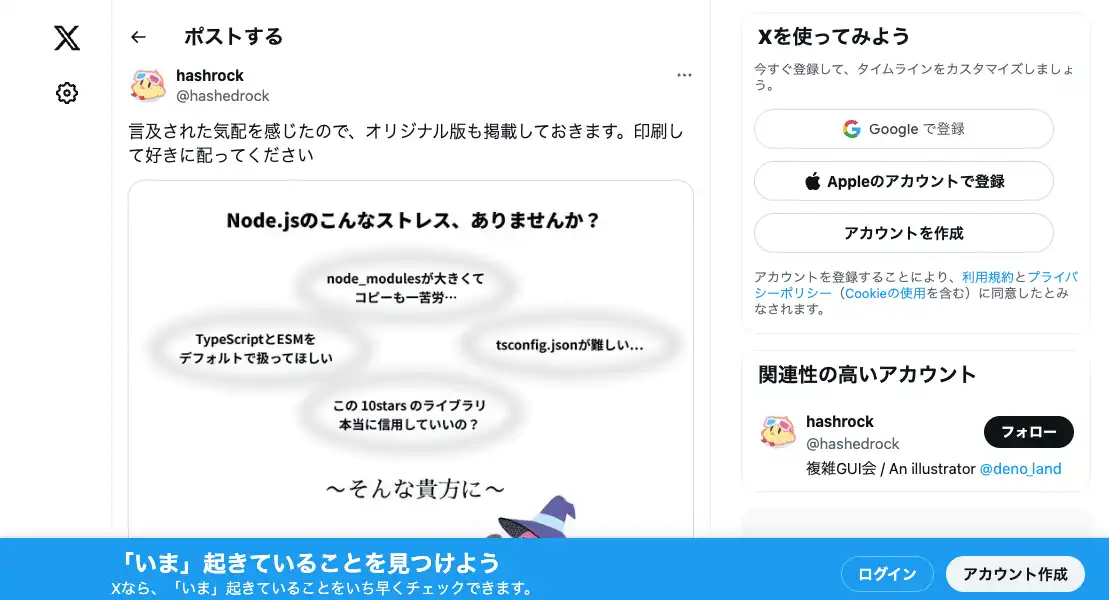 ポストする
hashrock
@hashedrock
言及された気配を感じたので、オリジナル版も掲載しておきます。印刷し
て好きに配ってください
Node.jsのこんなストレス、ありませんか？
node_modulesが大きくて
コピーも一苦労…
TypeScriptとESMを
デフォルトで扱ってほしい
tsconfig.jsonが難しい…
この 10stars のライブラリ
本当に信用していいの？
～そんな貴方に～
Xを使ってみよう
今すぐ登録して、タイムラインをカスタマイズしましょ
う。
Google で登録
Appleのアカウントで登録
アカウントを作成
アカウントを登録することにより、利用規約とプライバ
シーポリシー（Cookieの使用を含む）に同意したとみ
なされます。
関連性の高いアカウント
hashrock
@hashedrock
フォロー
複雑GUI会 / An illustrator @deno_land
「いま」起きていることを見つけよう
Xなら、「いま」起きていることをいち早くチェックできます。
ログイン
アカウント作成